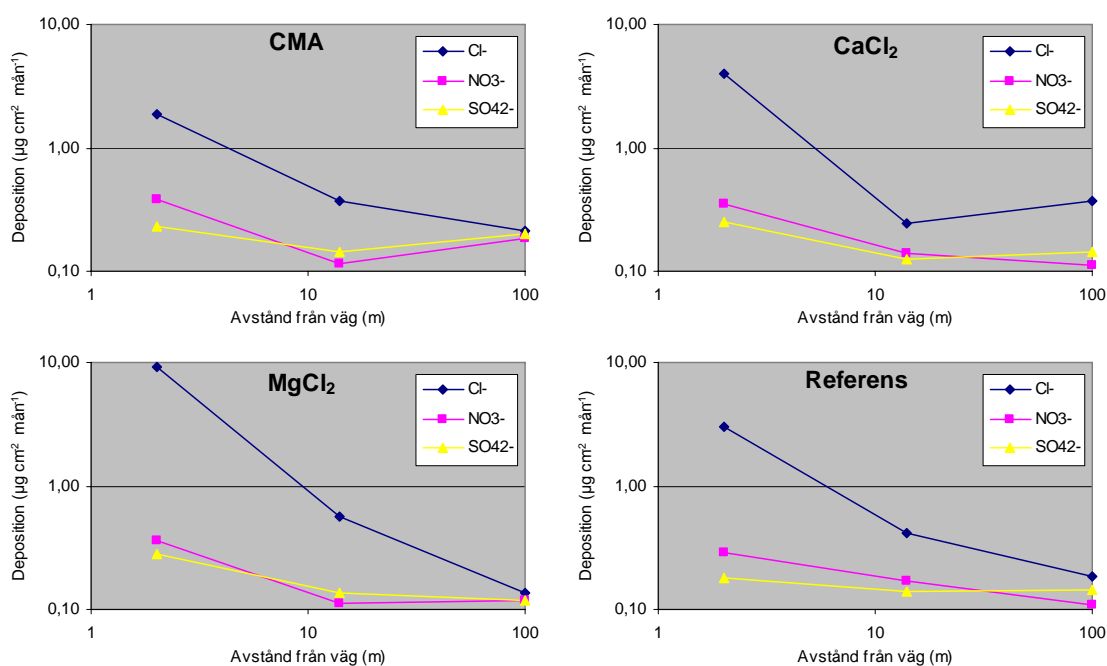 CMA
Deposition (µg cm² mån⁻¹)
10,00
1,00
0,10
1
10
100
Avstånd från väg (m)
Cl-
NO3-
SO42-
CaCl₂
Deposition (µg cm² mån⁻¹)
10,00
1,00
0,10
1
10
100
Avstånd från väg (m)
Cl-
NO3-
SO42-
MgCl₂
Deposition (µg cm² mån⁻¹)
10,00
1,00
0,10
1
10
100
Avstånd från väg (m)
Cl-
NO3-
SO42-
Referens
Deposition (µg cm² mån⁻¹)
10,00
1,00
0,10
1
10
100
Avstånd från väg (m)
Cl-
NO3-
SO42-